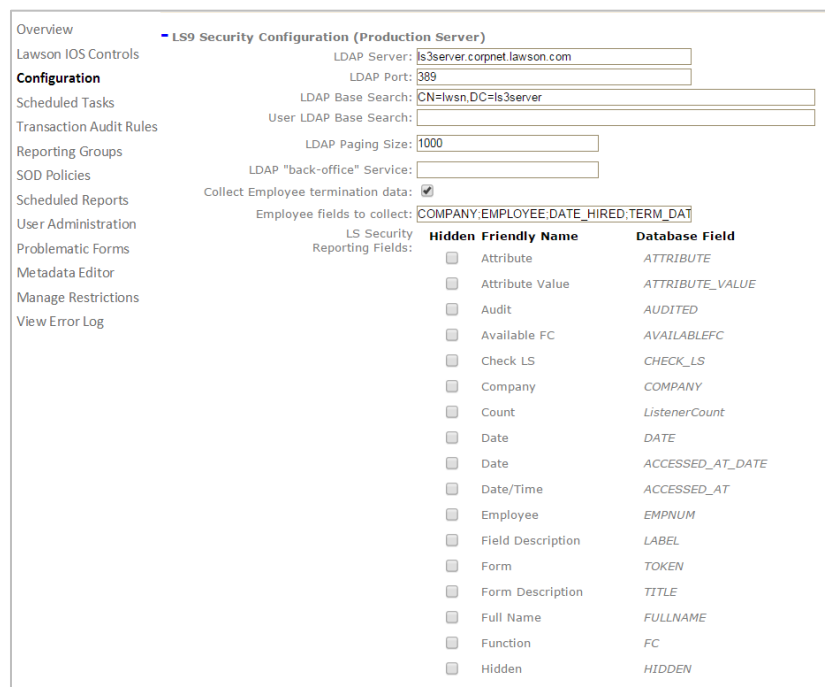 Overview
Lawson IOS Controls
Configuration
Scheduled Tasks
Transaction Audit Rules
Reporting Groups
SOD Policies
Scheduled Reports
User Administration
Problematic Forms
Metadata Editor
Manage Restrictions
View Error Log
LS9 Security Configuration (Production Server)
LDAP Server: ls3server.corpnet.lawson.com
LDAP Port: 389
LDAP Base Search: CN=lwsn,DC=ls3server
User LDAP Base Search:
LDAP Paging Size: 1000
LDAP "back-office" Service:
Collect Employee termination data:
Employee fields to collect: COMPANY;EMPLOYEE;DATE_HIRED;TERM_DAT
LS Security
Reporting Fields:
Hidden Friendly Name Database Field
Attribute ATTRIBUTE
Attribute Value ATTRIBUTE_VALUE
Audit AUDITED
Available FC AVAILABLEFC
Check LS CHECK_LS
Company COMPANY
Count ListenerCount
Date DATE
Date ACCESSED_AT_DATE
Date/Time ACCESSED_AT
Employee EMPNUM
Field Description LABEL
Form TOKEN
Form Description TITLE
Full Name FULLNAME
Function FC
Hidden HIDDEN